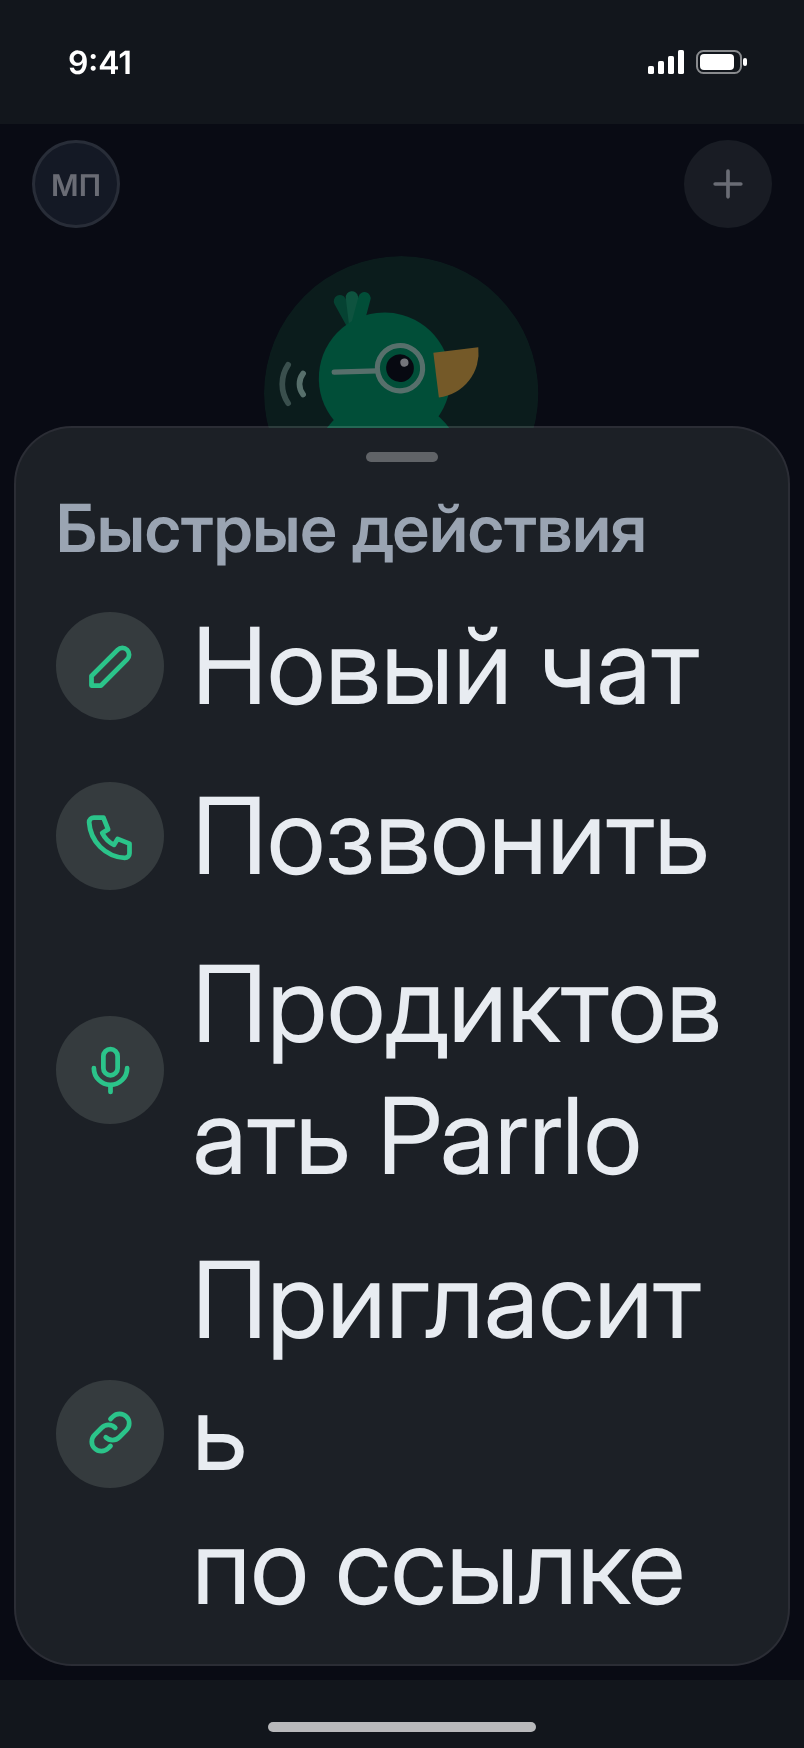 9:41
МП
Быстрые действия
Новый чат
Позвонить
Продиктов
ать Parrlo
Пригласит
ь
по ссылке